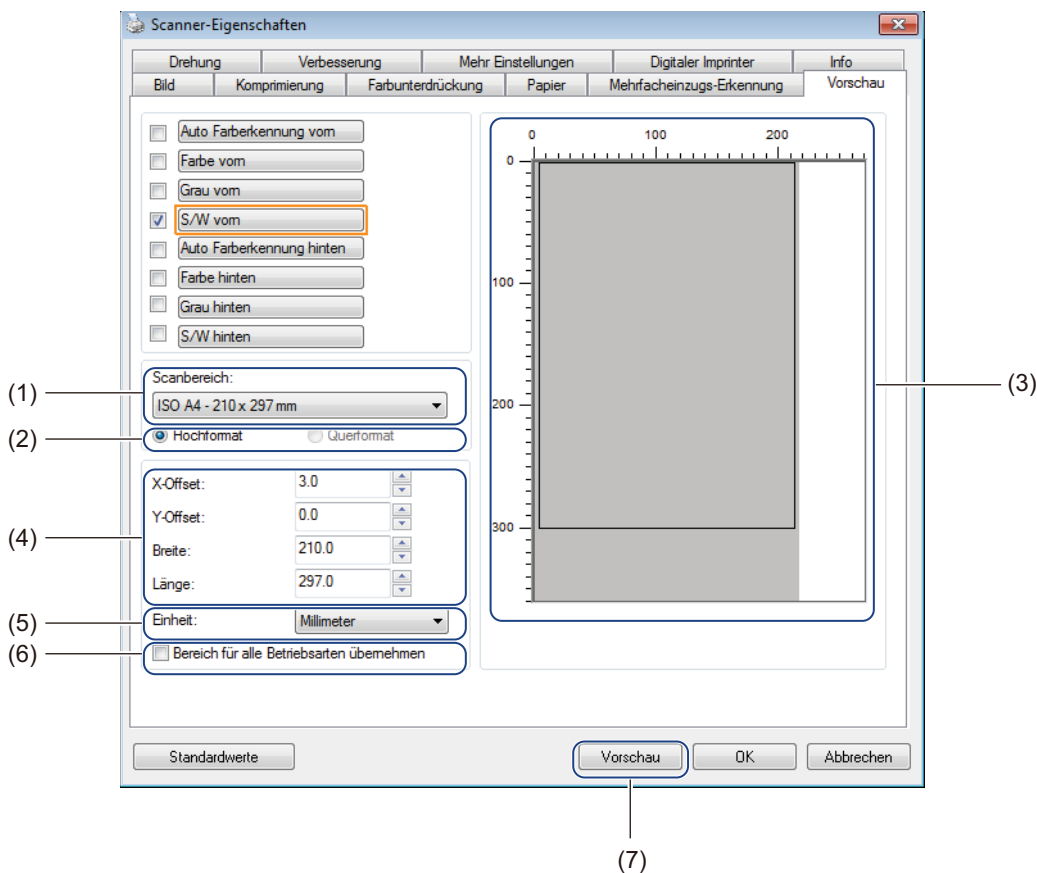 Scanner-Eigenschaften
Drehung Verbesserung Mehr Einstellungen Digitaler Imprinter Info
Bild Komprimierung Farbunterdrückung Papier Mehrfacheinzugs-Erkennung Vorschau
Auto Farberkennung vorn
Farbe vorn
Grau vorn
S/W vorn
Auto Farberkennung hinten
Farbe hinten
Grau hinten
S/W hinten
(1)
Scanbereich:
ISO A4 - 210 x 297 mm
(2)
Hochformat Querformat
(4)
X-Offset: 3.0
Y-Offset: 0.0
Breite: 210.0
Länge: 297.0
(5)
Einheit: Millimeter
(6)
Bereich für alle Betriebsarten übernehmen
0 100 200
0
100
200
300
(3)
Standardwerte Vorschau OK Abbrechen
(7)